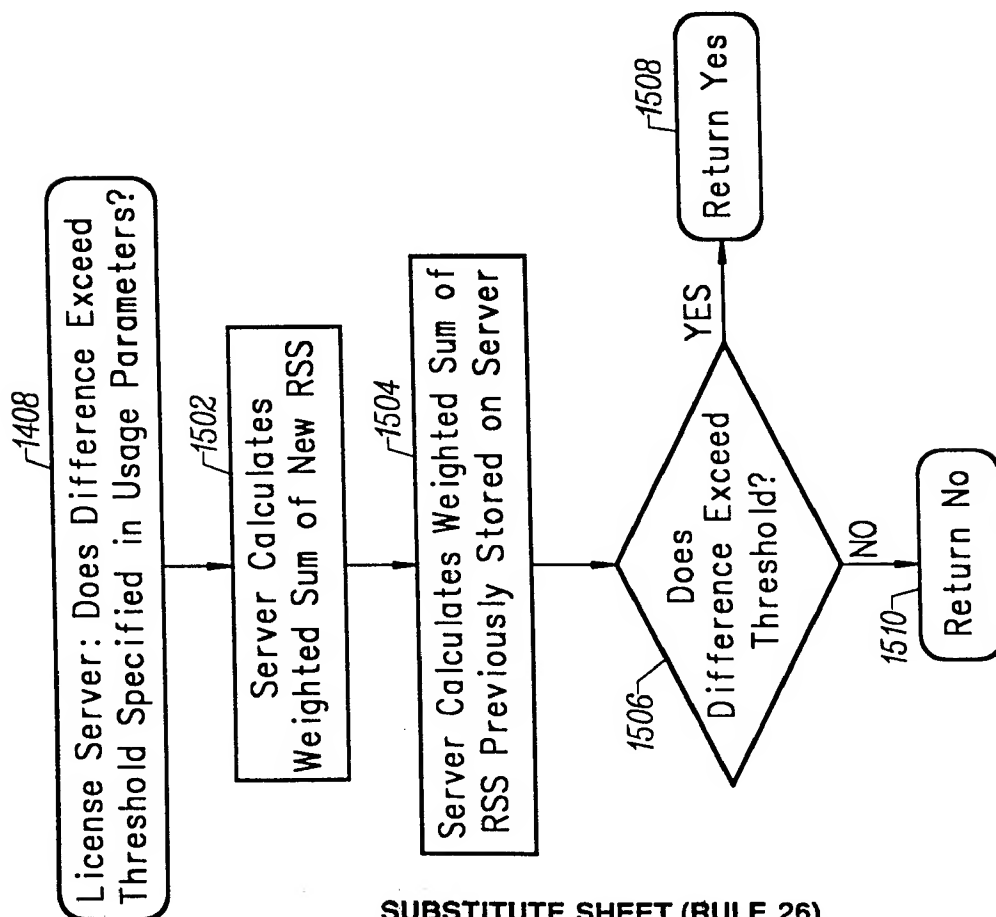 1408
License Server: Does Difference Exceed
Threshold Specified in Usage Parameters?
1502
Server Calculates
Weighted Sum of New RSS
1504
Server Calculates Weighted Sum of
RSS Previously Stored on Server
1506
Does
Difference Exceed
Threshold?
YES
1508
Return Yes
NO
1510
Return No
SUBSTITUTE SHEET (RULE 26)